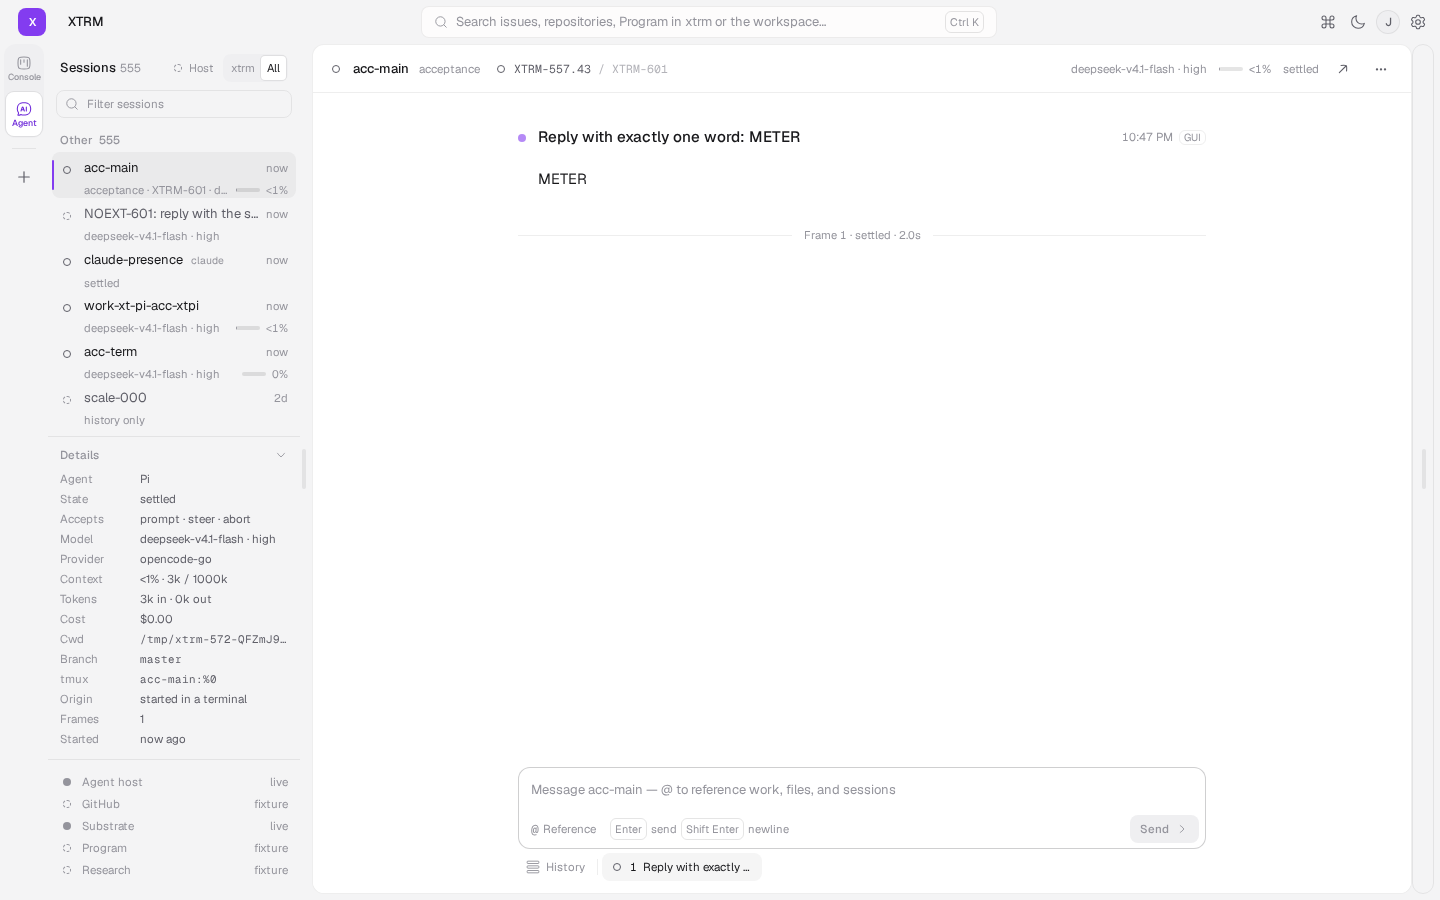 X XTRM Search issues, repositories, Program in xtrm or the workspace... Ctrl K J
Console
Agent
Sessions 555 Host xtrm All
Filter sessions
Other 555
acc-main now
acceptance · XTRM-601 · d... <1%
NOEXT-601: reply with the s... now
deepseek-v4.1-flash · high
claude-presence claude now
settled
work-xt-pi-acc-xtpi now
deepseek-v4.1-flash · high <1%
acc-term now
deepseek-v4.1-flash · high 0%
scale-000 2d
history only
Details
Agent Pi
State settled
Accepts prompt · steer · abort
Model deepseek-v4.1-flash · high
Provider opencode-go
Context <1% · 3k / 1000k
Tokens 3k in · 0k out
Cost $0.00
Cwd /tmp/xtrm-572-QFZmJ9...
Branch master
tmux acc-main:%0
Origin started in a terminal
Frames 1
Started now ago
Agent host live
GitHub fixture
Substrate live
Program fixture
Research fixture
acc-main acceptance XTRM-557.43 / XTRM-601 deepseek-v4.1-flash · high <1% settled
Reply with exactly one word: METER 10:47 PM GUI
METER
Frame 1 · settled · 2.0s
Message acc-main — @ to reference work, files, and sessions
@ Reference Enter send Shift Enter newline Send
History 1 Reply with exactly ...